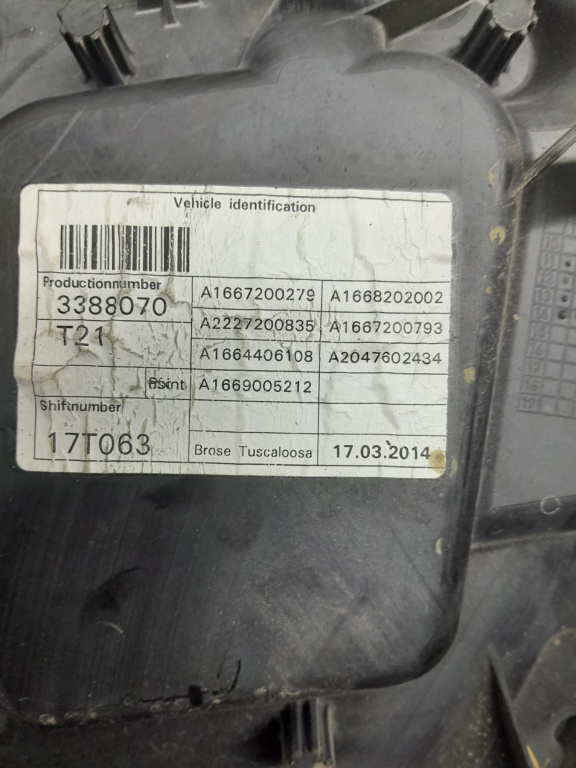 Vehicle identification
Productionnumber
3388070
A1667200279 A1668202002
T21
A2227200835 A1667200793
A1664406108 A2047602434
A1669005212
Shiftnumber
17T063
Brose Tuscaloosa 17.03.2014